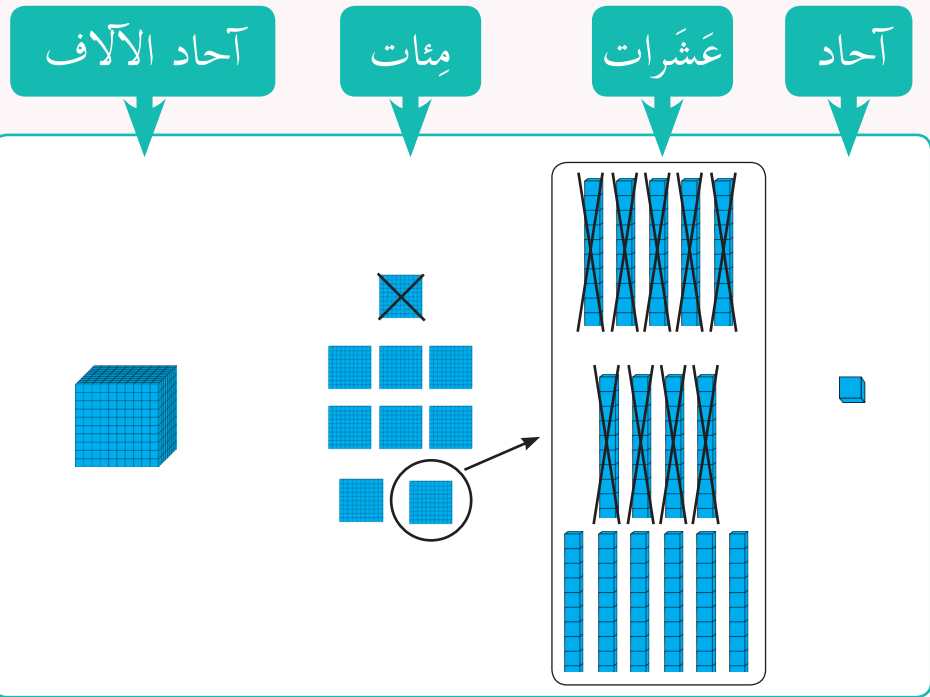 آحاد
عَشَرات
مِئات
آحاد الآلاف